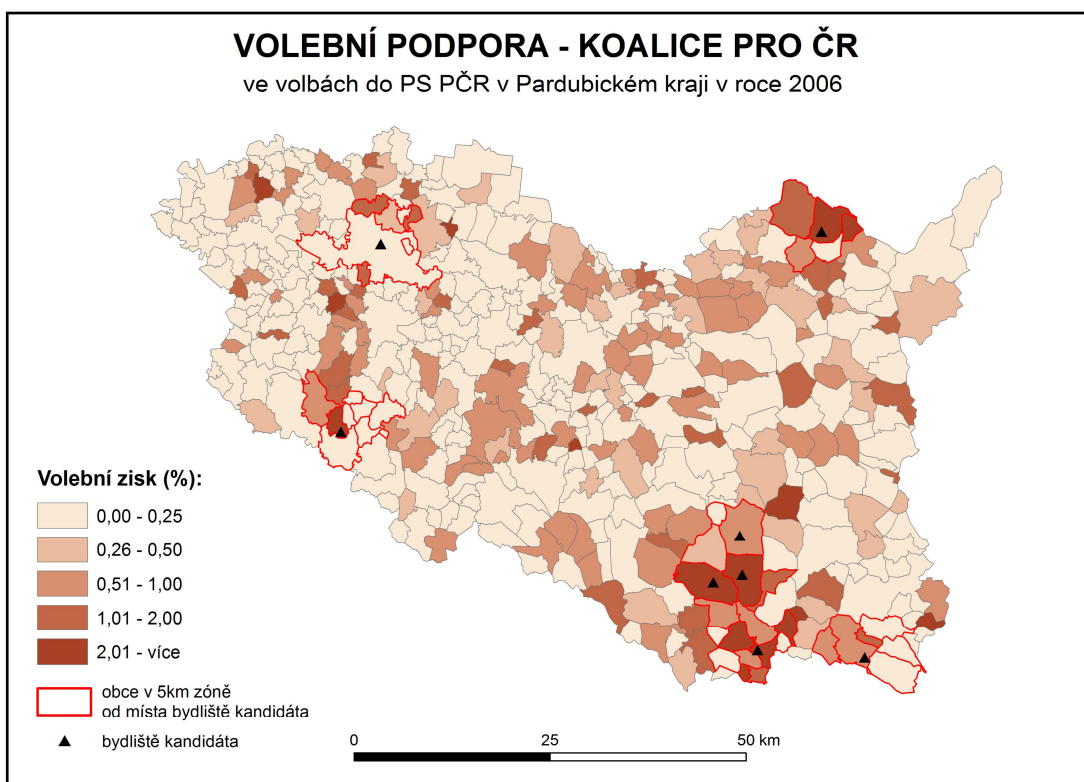 VOLEBNÍ PODPORA - KOALICE PRO ČR
ve volbách do PS PČR v Pardubickém kraji v roce 2006
Volební zisk (%):
0,00 - 0,25
0,26 - 0,50
0,51 - 1,00
1,01 - 2,00
2,01 - více
obce v 5km zóně
od místa bydliště kandidáta
bydliště kandidáta
0 25 50 km